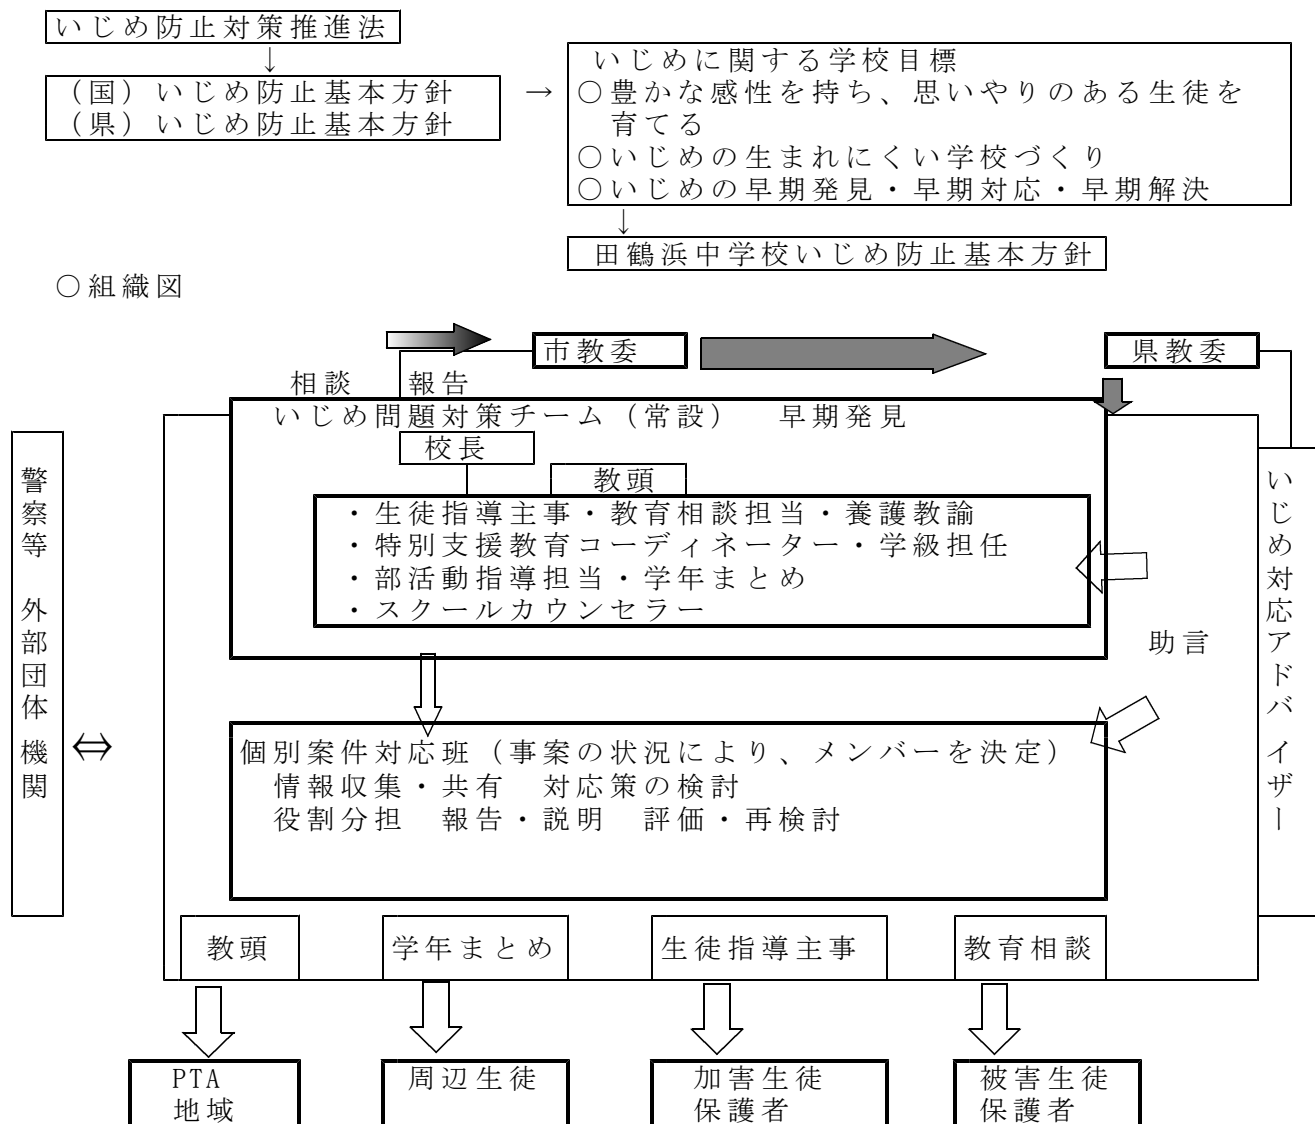 いじめ防止対策推進法
↓
（国）いじめ防止基本方針
（県）いじめ防止基本方針
→
いじめに関する学校目標
○豊かな感性を持ち、思いやりのある生徒を
育てる
○いじめの生まれにくい学校づくり
○いじめの早期発見・早期対応・早期解決
↓
田鶴浜中学校いじめ防止基本方針
○組織図
市教委
県教委
相談 報告
いじめ問題対策チーム（常設） 早期発見
校長
教頭
・生徒指導主事・教育相談担当・養護教諭
・特別支援教育コーディネーター・学級担任
・部活動指導担当・学年まとめ
・スクールカウンセラー
警察等 外部団体機関
⇔
助言
いじめ対応アドバイザー
個別案件対応班（事案の状況により、メンバーを決定）
情報収集・共有 対応策の検討
役割分担 報告・説明 評価・再検討
教頭
学年まとめ
生徒指導主事
教育相談
PTA
地域
周辺生徒
加害生徒
保護者
被害生徒
保護者